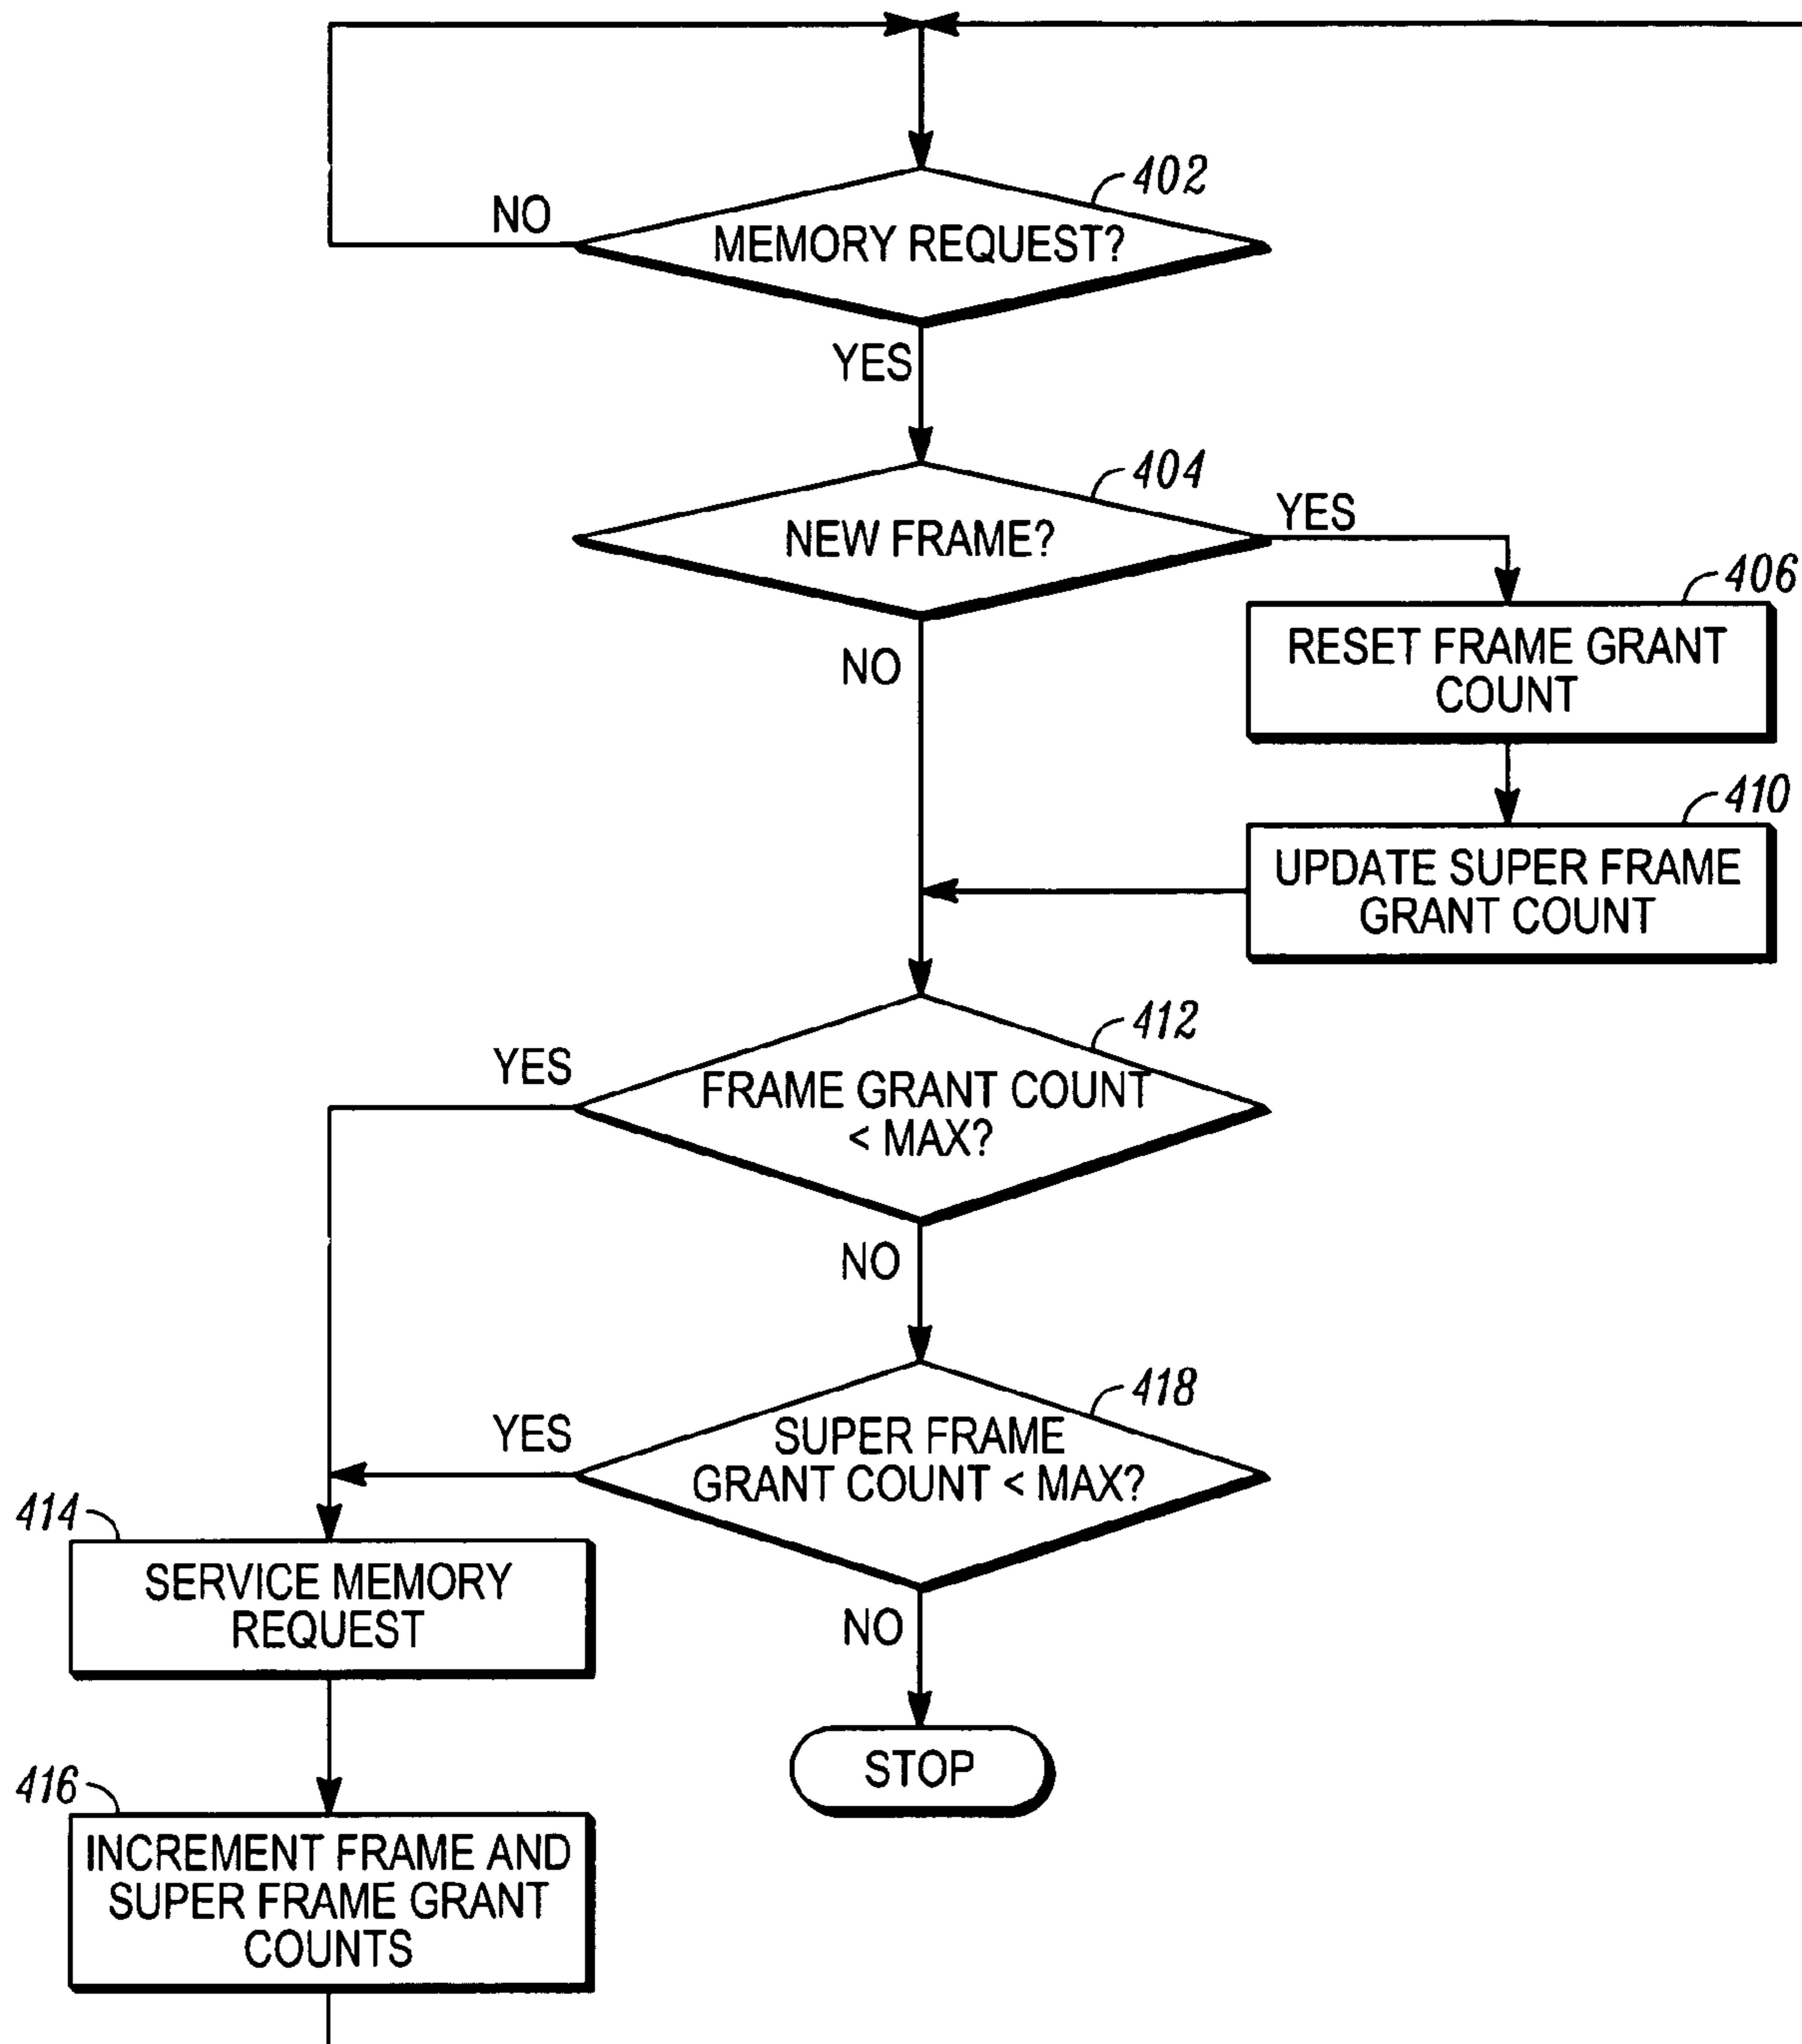 402
NO
MEMORY REQUEST?
YES
404
YES
NEW FRAME?
406
NO
RESET FRAME GRANT
COUNT
410
UPDATE SUPER FRAME
GRANT COUNT
412
YES
FRAME GRANT COUNT
< MAX?
NO
418
YES
SUPER FRAME
GRANT COUNT < MAX?
414
SERVICE MEMORY
REQUEST
NO
STOP
416
INCREMENT FRAME AND
SUPER FRAME GRANT
COUNTS